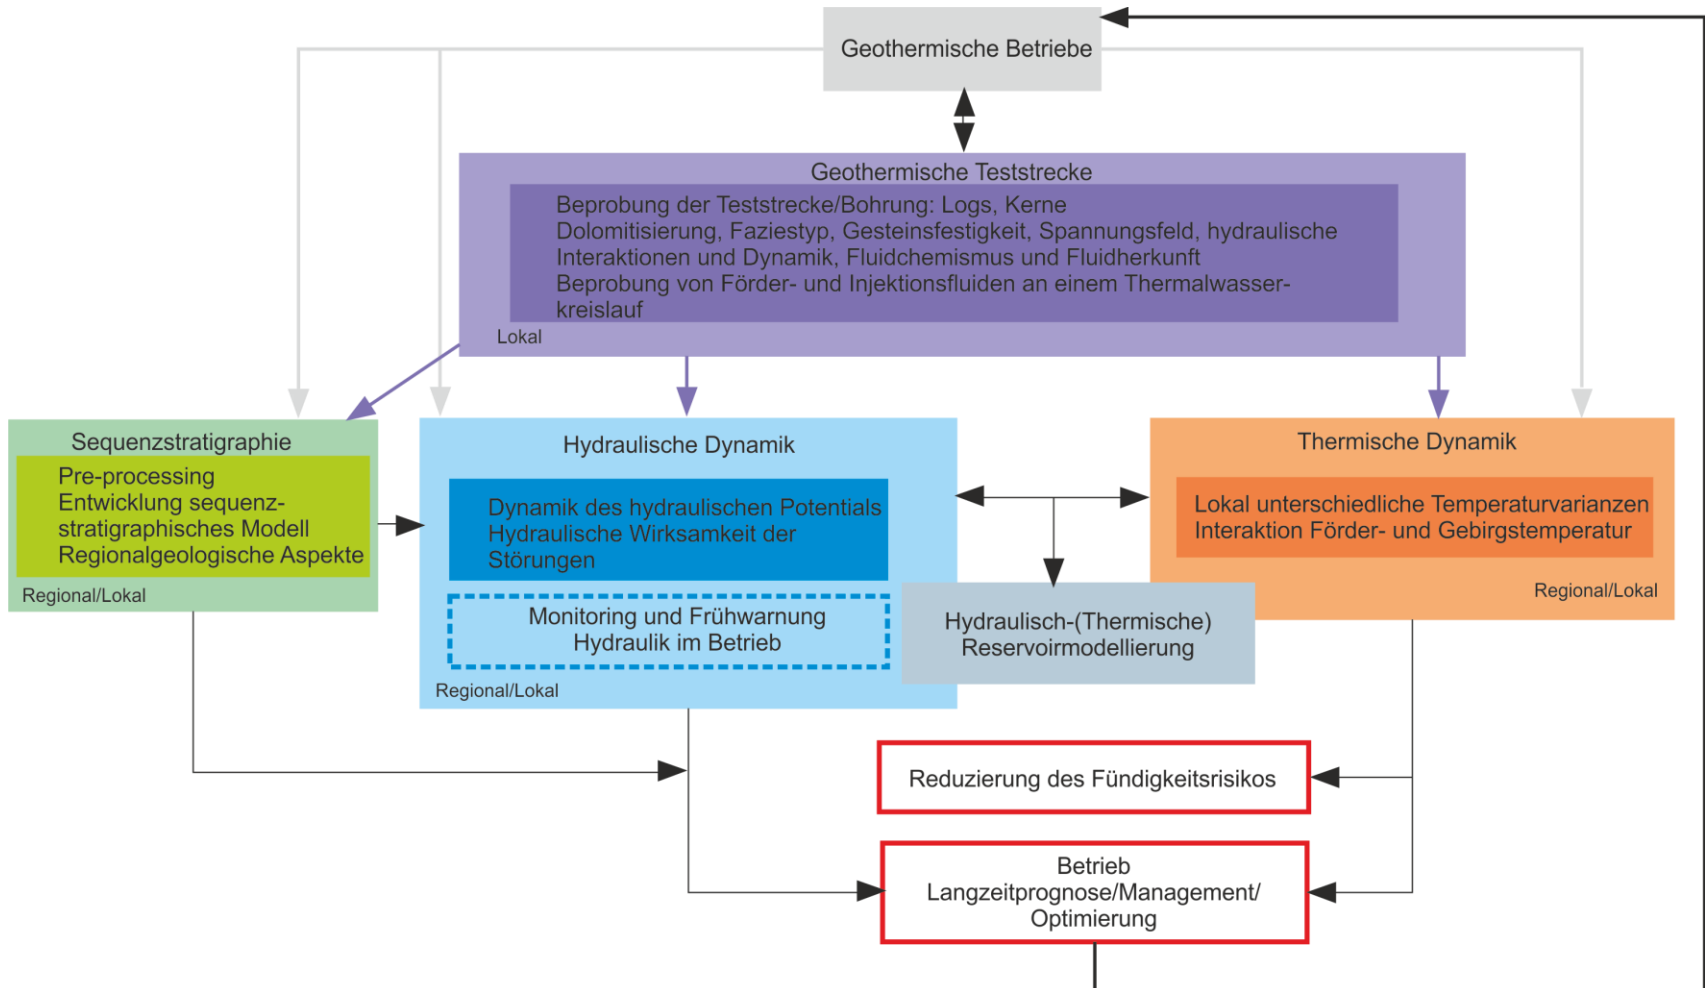 Geothermische Betriebe
Geothermische Teststrecke
Beprobung der Teststrecke/Bohrung: Logs, Kerne
Dolomitisierung, Faziestyp, Gesteinsfestigkeit, Spannungsfeld, hydraulische
Interaktionen und Dynamik, Fluidchemismus und Fluidherkunft
Beprobung von Förder- und Injektionsfluiden an einem Thermalwasser-
kreislauf
Lokal
Sequenzstratigraphie
Pre-processing
Entwicklung sequenz-
stratigraphisches Modell
Regionalgeologische Aspekte
Regional/Lokal
Hydraulische Dynamik
Dynamik des hydraulischen Potentials
Hydraulische Wirksamkeit der
Störungen
Monitoring und Frühwarnung
Hydraulik im Betrieb
Regional/Lokal
Thermische Dynamik
Lokal unterschiedliche Temperaturvarianzen
Interaktion Förder- und Gebirgstemperatur
Regional/Lokal
Hydraulisch-(Thermische)
Reservoirmodellierung
Reduzierung des Fündigkeitsrisikos
Betrieb
Langzeitprognose/Management/
Optimierung